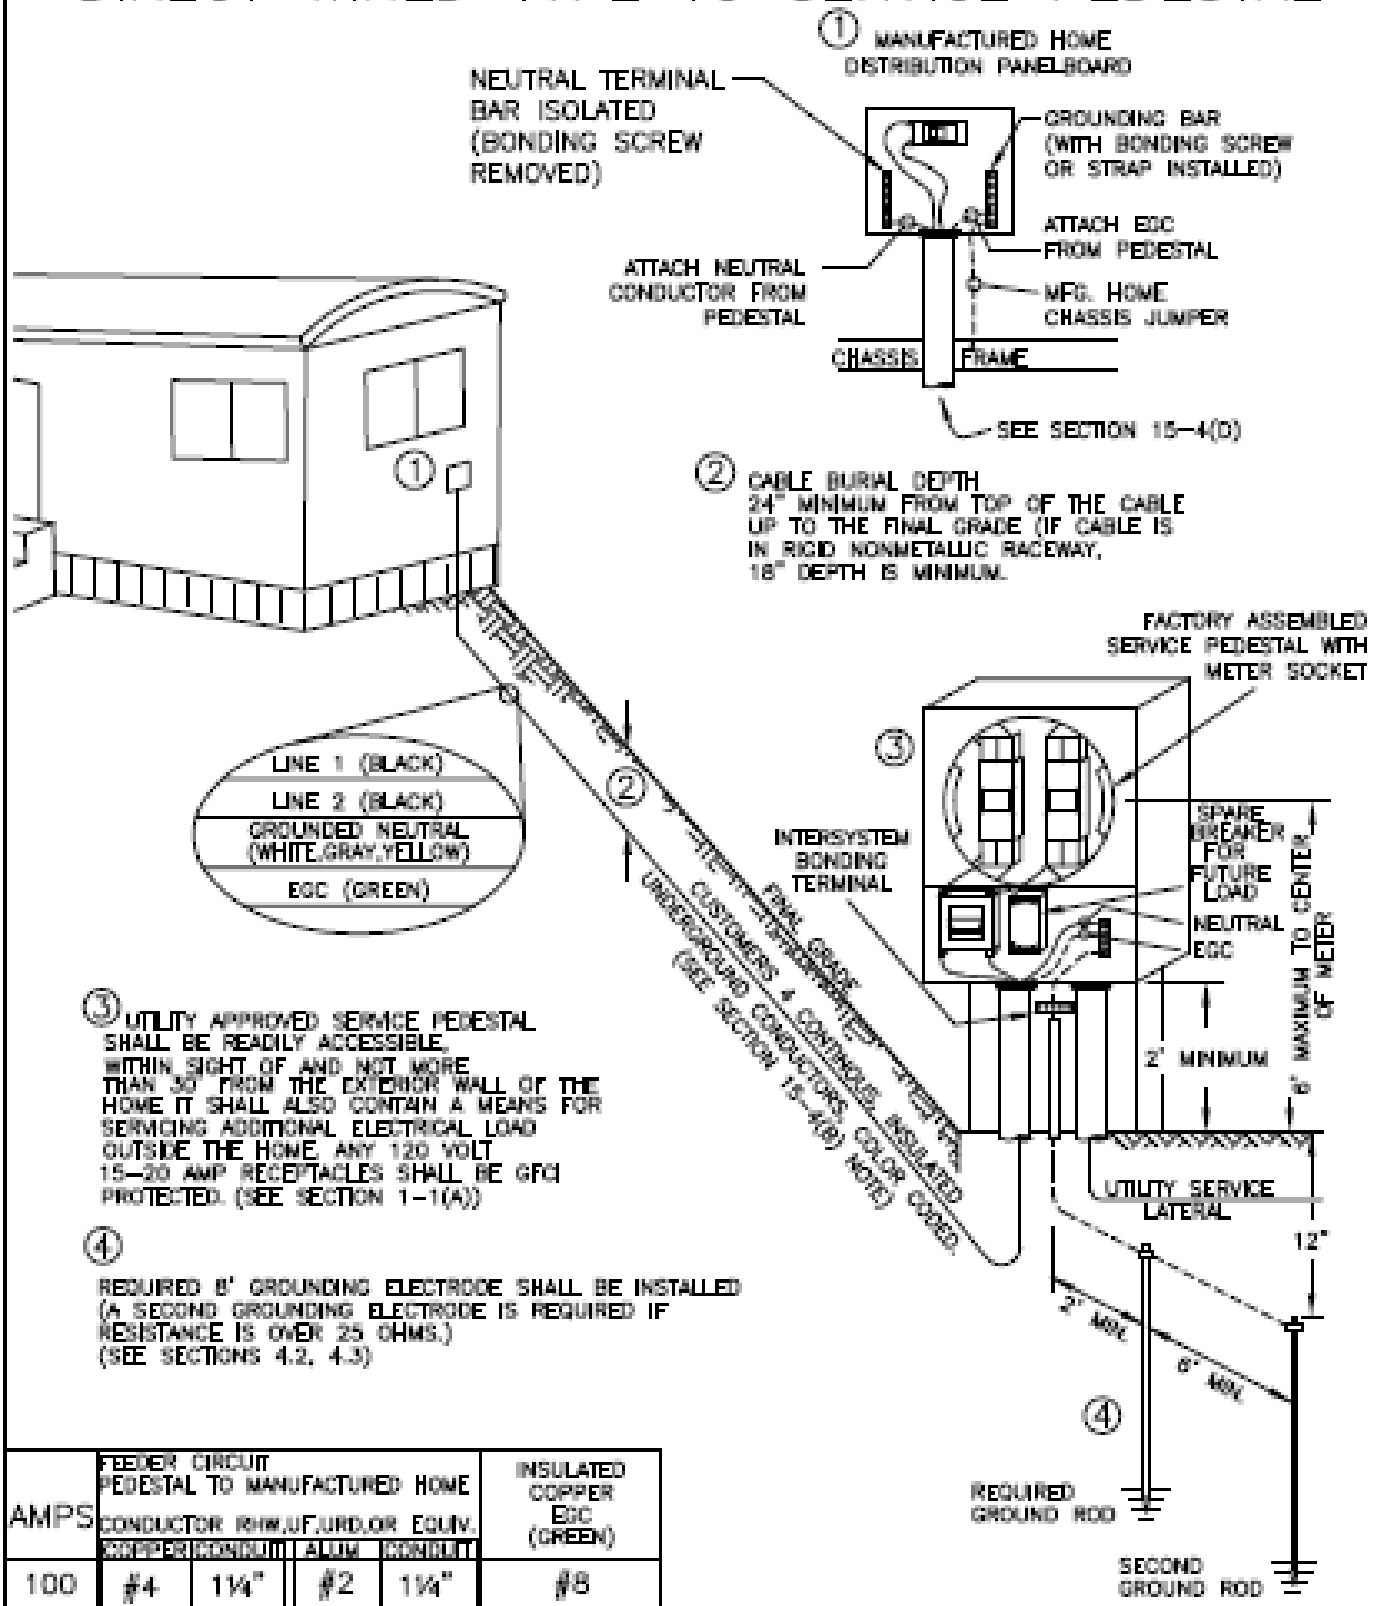 ①
MANUFACTURED HOME
DISTRIBUTION PANELBOARD
NEUTRAL TERMINAL
BAR ISOLATED
(BONDING SCREW
REMOVED)
GROUNDING BAR
(WITH BONDING SCREW
OR STRAP INSTALLED)
ATTACH EGC
FROM PEDESTAL
ATTACH NEUTRAL
CONDUCTOR FROM
PEDESTAL
MFG. HOME
CHASSIS JUMPER
CHASSIS FRAME
SEE SECTION 15-4(D)
①
②
CABLE BURIAL DEPTH
24" MINIMUM FROM TOP OF THE CABLE
UP TO THE FINAL GRADE (IF CABLE IS
IN RIGID NONMETALLIC RACEWAY,
18" DEPTH IS MINIMUM.
FACTORY ASSEMBLED
SERVICE PEDESTAL WITH
METER SOCKET
③
LINE 1 (BLACK)
LINE 2 (BLACK)
GROUNDED NEUTRAL
(WHITE,GRAY,YELLOW)
EGC (GREEN)
②
INTERSYSTEM
BONDING
TERMINAL
SPARE
BREAKER
FOR
FUTURE
LOAD
NEUTRAL
EGC
6' MAXIMUM TO CENTER
OF METER
2' MINIMUM
FINAL GRADE
CUSTOMERS 4 CONTINOUS, INSULATED
UNDERGROUND CONDUCTORS, COLOR CODED.
(SEE SECTION 15-4(B) NOTE)
③
UTILITY APPROVED SERVICE PEDESTAL
SHALL BE READILY ACCESSIBLE,
WITHIN SIGHT OF AND NOT MORE
THAN 30' FROM THE EXTERIOR WALL OF THE
HOME IT SHALL ALSO CONTAIN A MEANS FOR
SERVICING ADDITIONAL ELECTRICAL LOAD
OUTSIDE THE HOME. ANY 120 VOLT
15-20 AMP RECEPTACLES SHALL BE GFCI
PROTECTED. (SEE SECTION 1-1(A))
UTILITY SERVICE
LATERAL
12"
④
REQUIRED 8' GROUNDING ELECTRODE SHALL BE INSTALLED
(A SECOND GROUNDING ELECTRODE IS REQUIRED IF
RESISTANCE IS OVER 25 OHMS.)
(SEE SECTIONS 4.2, 4.3)
2' MIN.
6' MIN.
④
REQUIRED
GROUND ROD
SECOND
GROUND ROD
AMPS
FEEDER CIRCUIT
PEDESTAL TO MANUFACTURED HOME
CONDUCTOR RHW,UF,URD,OR EQUIV.
COPPER CONDUIT ALUM CONDUIT
INSULATED
COPPER
EGC
(GREEN)
100 #4 1¼" #2 1¼" #8